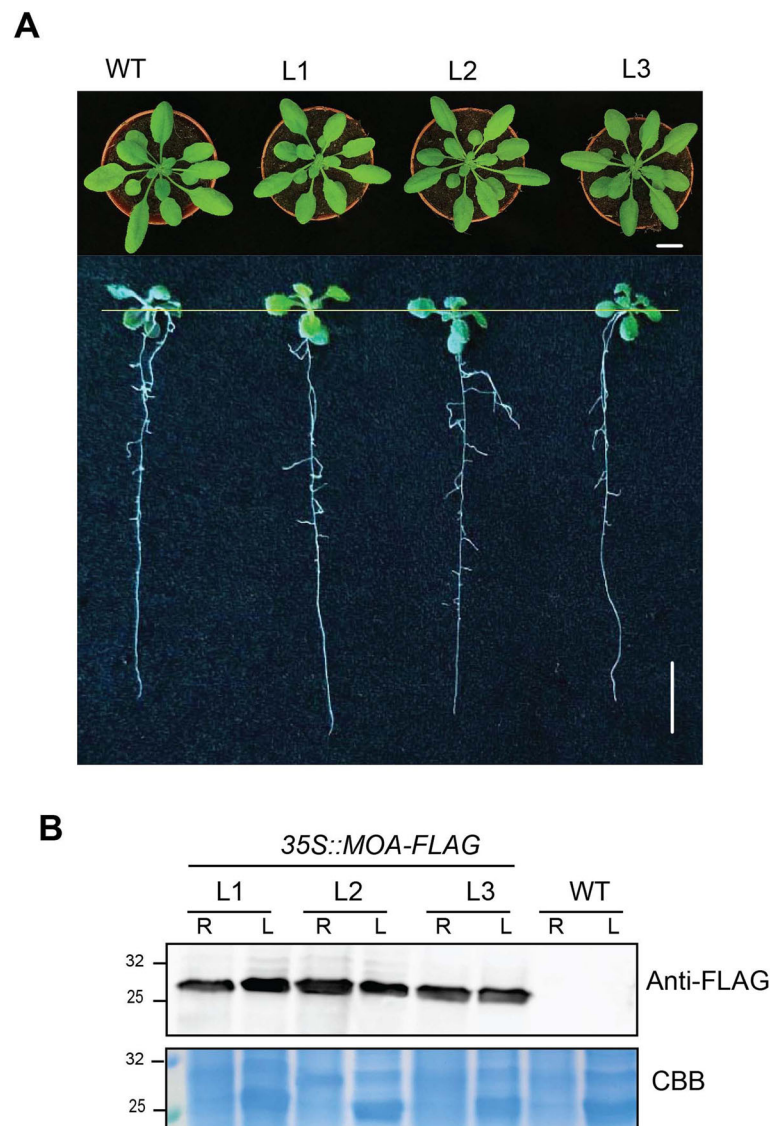 A
WT L1 L2 L3
B
35S::MOA-FLAG
L1 L2 L3 WT
R L R L R L R L
32
25
Anti-FLAG
32
25
CBB